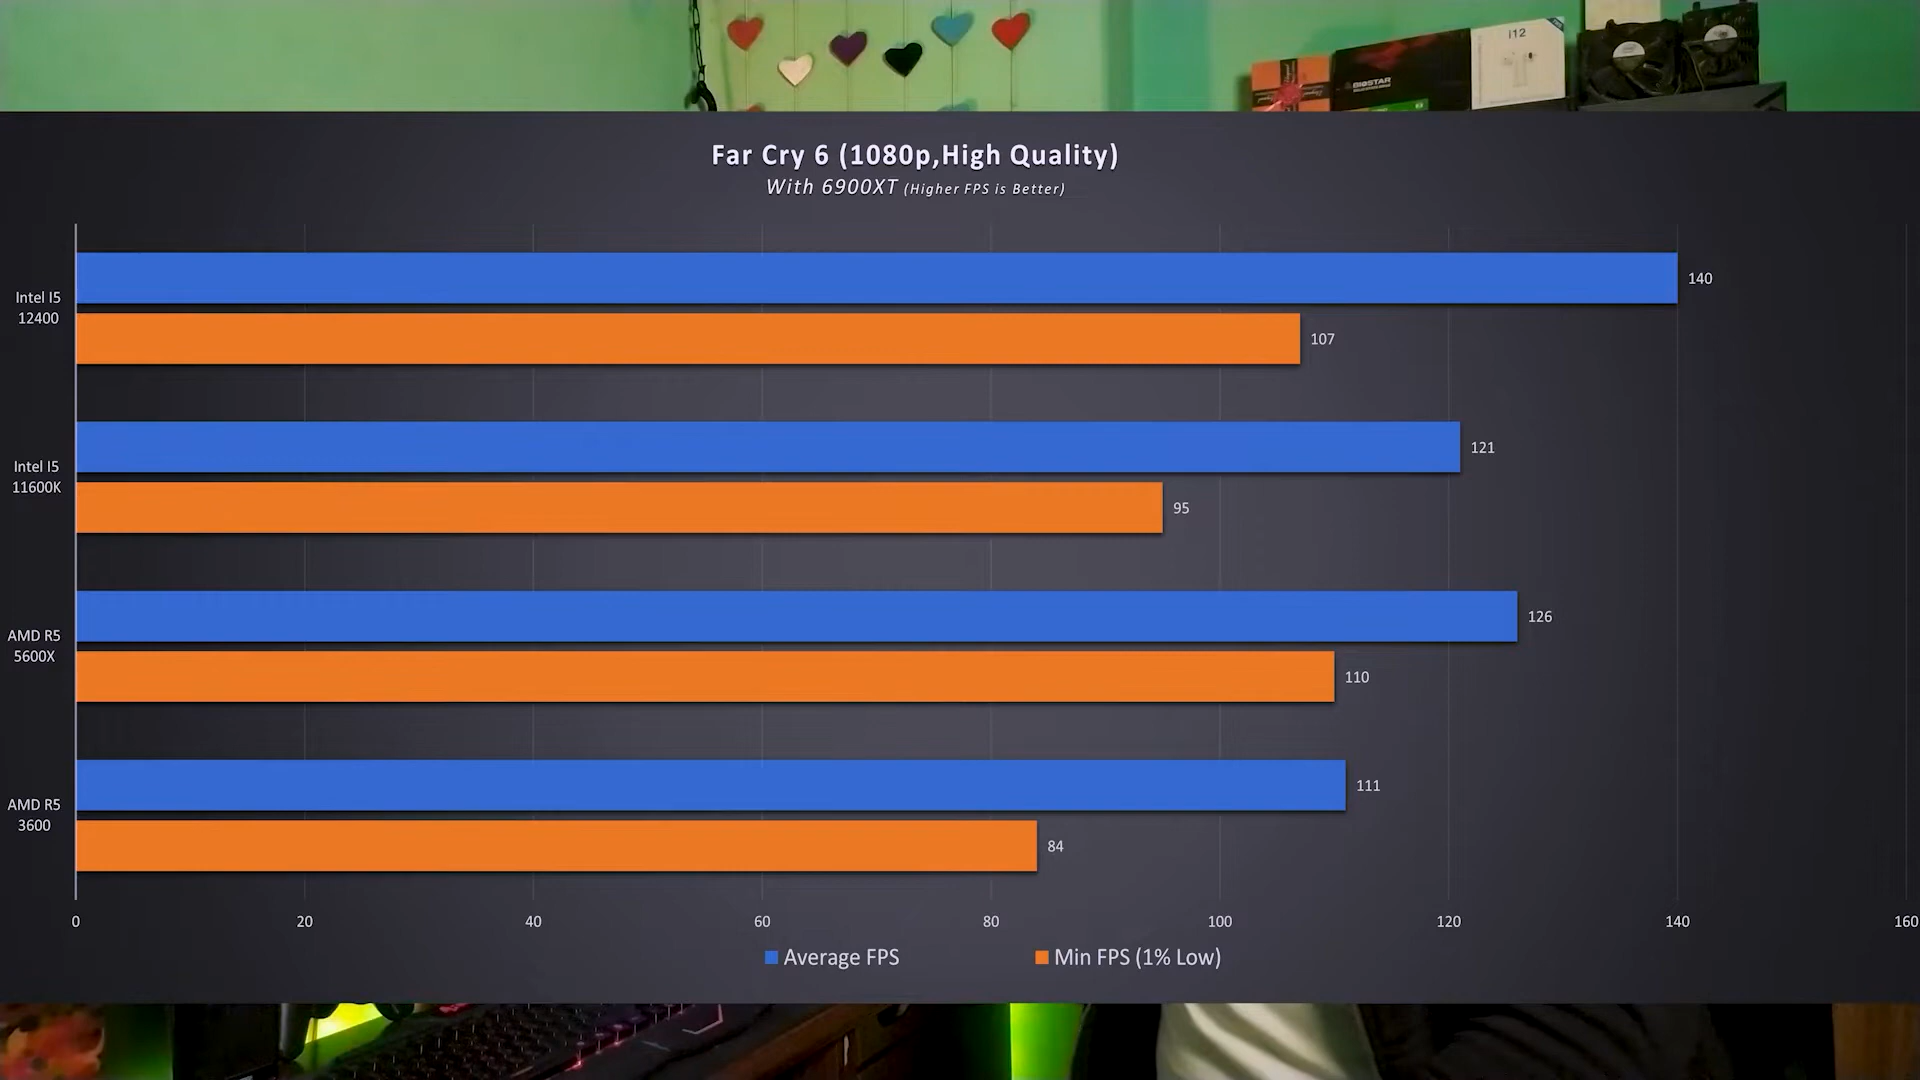 i12
BIOSTAR
Far Cry 6 (1080p,High Quality)
With 6900XT (Higher FPS is Better)
Intel I5
12400
140
107
Intel I5
11600K
121
95
AMD R5
5600X
126
110
AMD R5
3600
111
84
0 20 40 60 80 100 120 140 160
Average FPS Min FPS (1% Low)